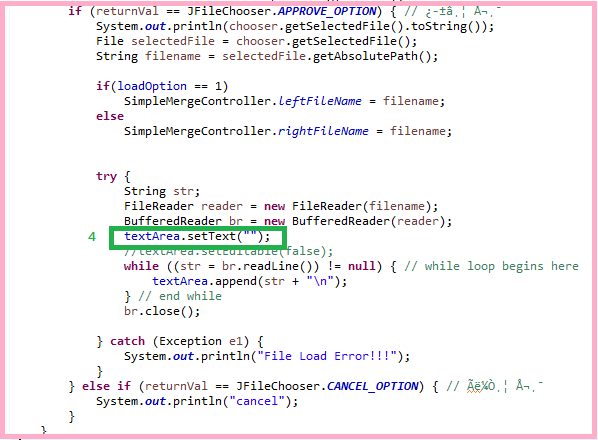 if (returnVal == JFileChooser.APPROVE_OPTION) { // ¿-±â¸¦ Å¬¸¯
System.out.println(chooser.getSelectedFile().toString());
File selectedFile = chooser.getSelectedFile();
String filename = selectedFile.getAbsolutePath();
if(loadOption == 1)
SimpleMergeController.leftFileName = filename;
else
SimpleMergeController.rightFileName = filename;
try {
String str;
FileReader reader = new FileReader(filename);
BufferedReader br = new BufferedReader(reader);
4 textArea.setText("");
//textArea.setEditable(false);
while ((str = br.readLine()) != null) { // while loop begins here
textArea.append(str + "\n");
} // end while
br.close();
} catch (Exception e1) {
System.out.println("File Load Error!!!");
}
} else if (returnVal == JFileChooser.CANCEL_OPTION) { // Ãë¼Ò¸¦ Å¬¸¯
System.out.println("cancel");
}
}